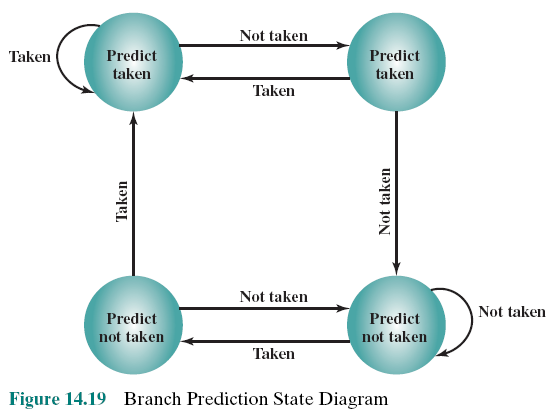 Not taken
Taken
Predict
taken
Predict
taken
Taken
Taken
Not taken
Not taken
Not taken
Predict
not taken
Predict
not taken
Taken
Figure 14.19 Branch Prediction State Diagram